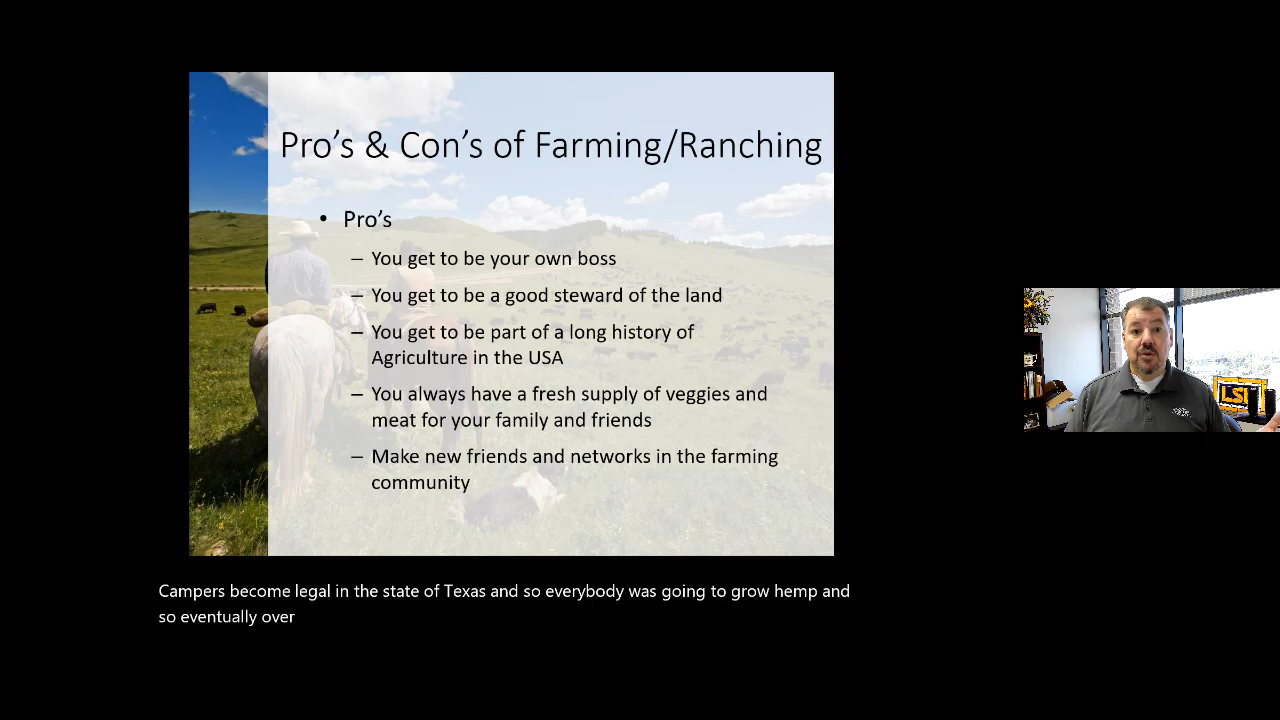 Pro's & Con's of Farming/Ranching
• Pro's
– You get to be your own boss
– You get to be a good steward of the land
– You get to be part of a long history of
Agriculture in the USA
– You always have a fresh supply of veggies and
meat for your family and friends
– Make new friends and networks in the farming
community
LSI
Campers become legal in the state of Texas and so everybody was going to grow hemp and
so eventually over